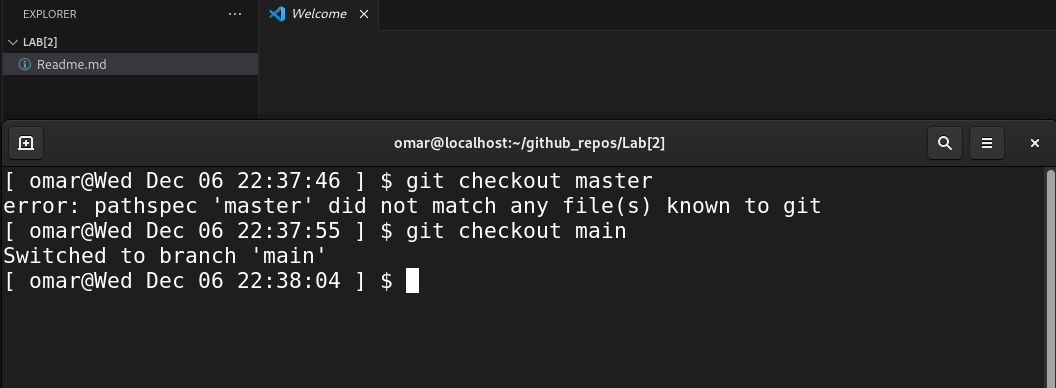 EXPLORER ···
Welcome ×
LAB[2]
Readme.md
omar@localhost:~/github_repos/Lab[2]
[ omar@Wed Dec 06 22:37:46 ] $ git checkout master
error: pathspec 'master' did not match any file(s) known to git
[ omar@Wed Dec 06 22:37:55 ] $ git checkout main
Switched to branch 'main'
[ omar@Wed Dec 06 22:38:04 ] $